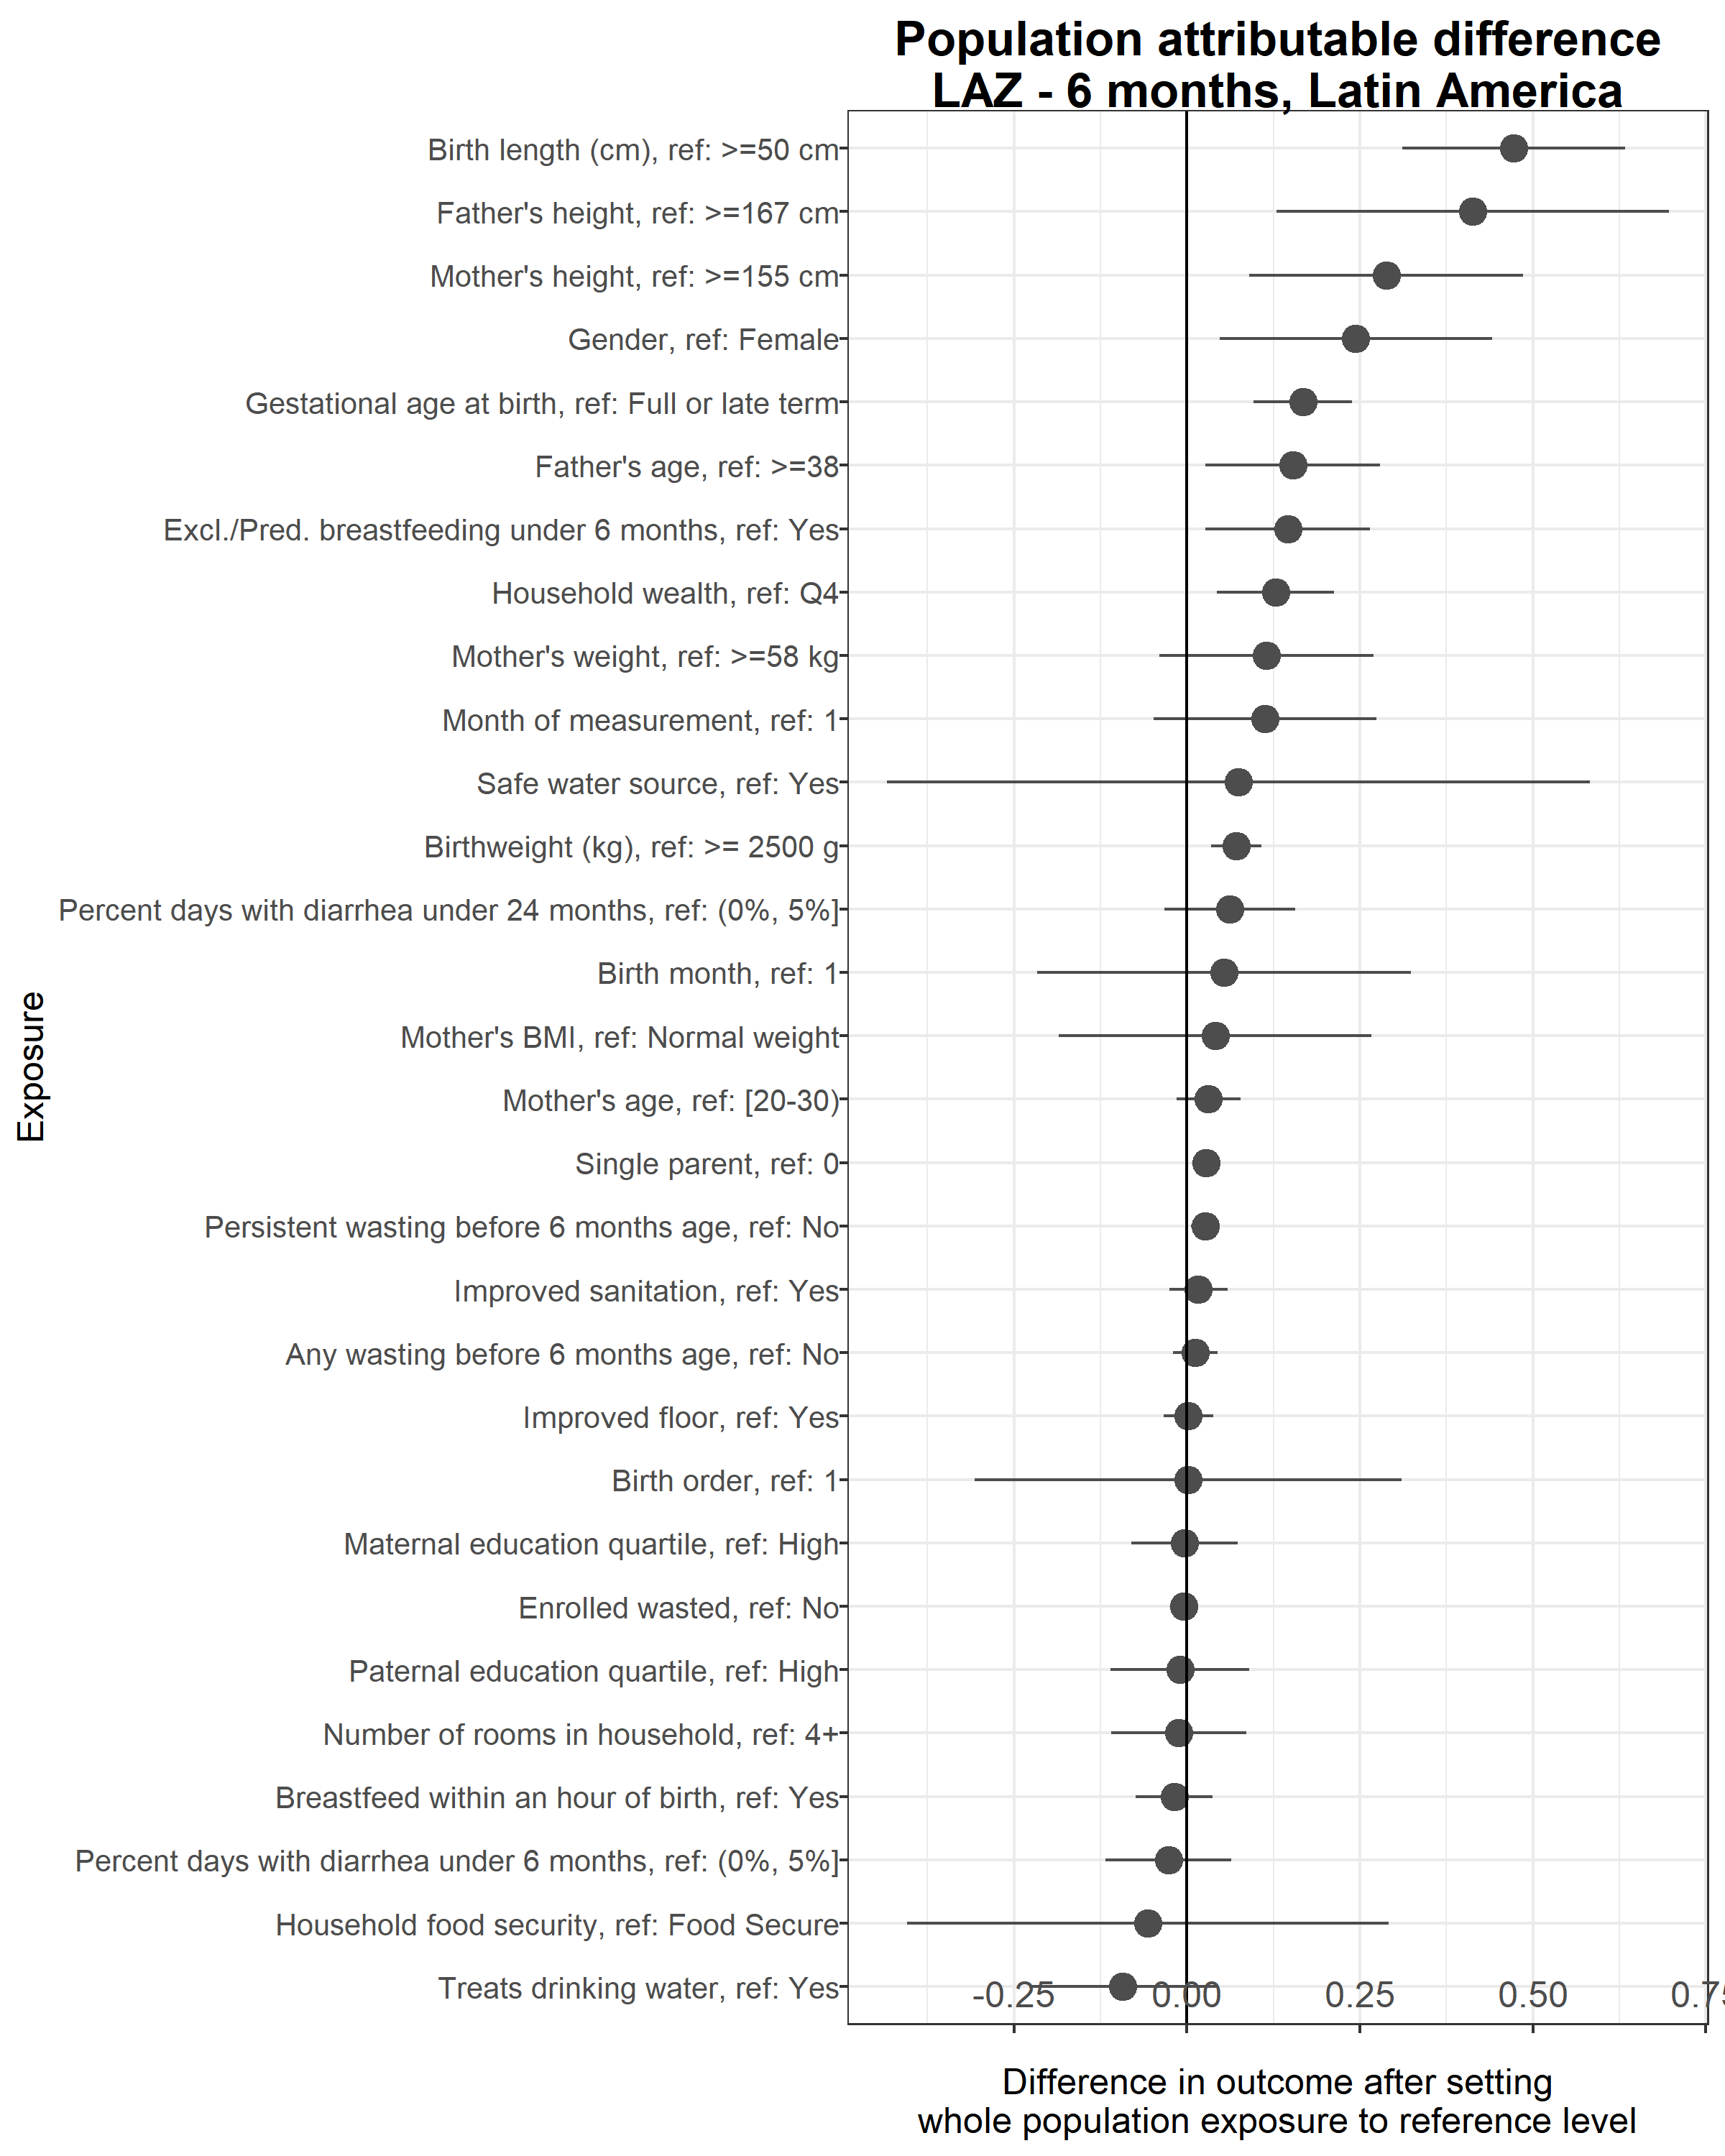 Population attributable difference
LAZ - 6 months, Latin America
Birth length (cm), ref: >=50 cm
Father's height, ref: >=167 cm
Mother's height, ref: >=155 cm
Gender, ref: Female
Gestational age at birth, ref: Full or late term
Father's age, ref: >=38
Excl./Pred. breastfeeding under 6 months, ref: Yes
Household wealth, ref: Q4
Mother's weight, ref: >=58 kg
Month of measurement, ref: 1
Safe water source, ref: Yes
Birthweight (kg), ref: >= 2500 g
Percent days with diarrhea under 24 months, ref: (0%, 5%]
Birth month, ref: 1
Mother's BMI, ref: Normal weight
Mother's age, ref: [20-30)
Single parent, ref: 0
Persistent wasting before 6 months age, ref: No
Improved sanitation, ref: Yes
Any wasting before 6 months age, ref: No
Improved floor, ref: Yes
Birth order, ref: 1
Maternal education quartile, ref: High
Enrolled wasted, ref: No
Paternal education quartile, ref: High
Number of rooms in household, ref: 4+
Breastfeed within an hour of birth, ref: Yes
Percent days with diarrhea under 6 months, ref: (0%, 5%]
Household food security, ref: Food Secure
Treats drinking water, ref: Yes
Exposure
-0.25 0.00 0.25 0.50
Difference in outcome after setting
whole population exposure to reference level